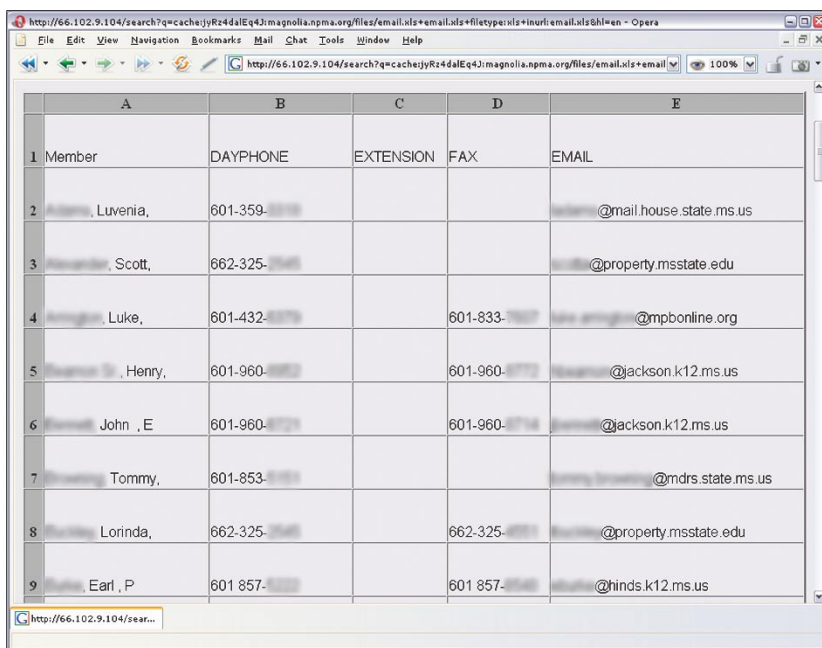 http://66.102.9.104/search?q=cache:jyRz4dalEq4J:magnolia.npma.org/files/email.xls+email.xls+filetype:xls+inurl:email.xls&hl=en - Opera
File Edit View Navigation Bookmarks Mail Chat Tools Window Help
http://66.102.9.104/search?q=cache:jyRz4dalEq4J:magnolia.npma.org/files/email.xls+email 100%
A B C D E
1 Member DAYPHONE EXTENSION FAX EMAIL
2 , Luvenia, 601-359- @mail.house.state.ms.us
3 , Scott, 662-325- @property.msstate.edu
4 , Luke, 601-432- 601-833- @mpbonline.org
5 , Henry, 601-960- 601-960- @jackson.k12.ms.us
6 John , E 601-960- 601-960- @jackson.k12.ms.us
7 Tommy, 601-853- @mdrs.state.ms.us
8 , Lorinda, 662-325- 662-325- @property.msstate.edu
9 , Earl , P 601 857- 601 857- @hinds.k12.ms.us
http://66.102.9.104/sear...